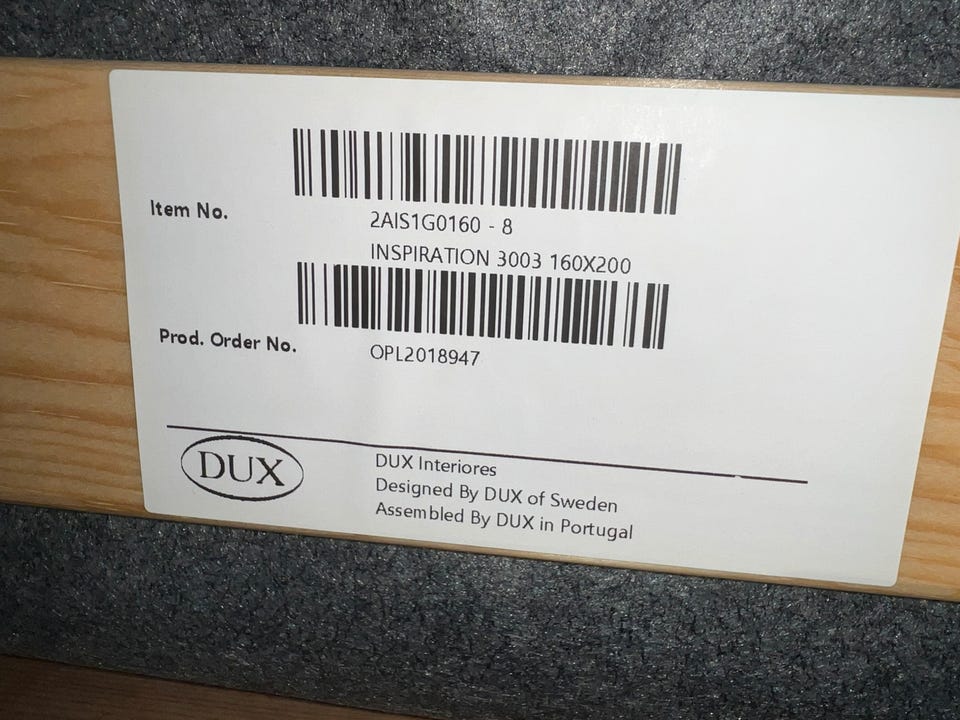 Item No.
2AIS1G0160 - 8
INSPIRATION 3003 160X200
Prod. Order No.
OPL2018947
DUX
DUX Interiores
Designed By DUX of Sweden
Assembled By DUX in Portugal